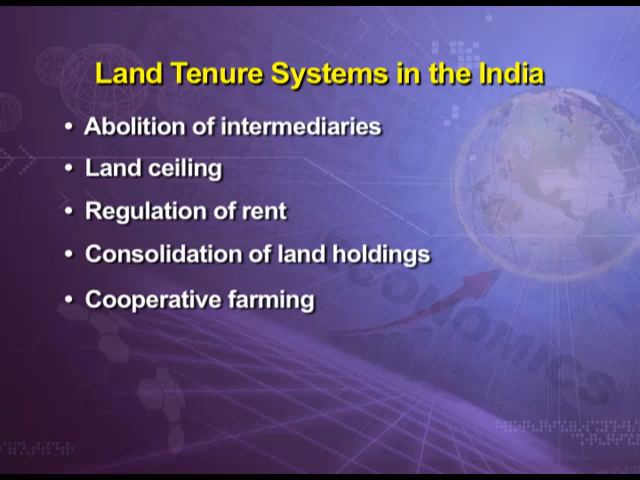 Land Tenure Systems in the India
• Abolition of intermediaries
• Land ceiling
• Regulation of rent
• Consolidation of land holdings
• Cooperative farming
ECONOMICS